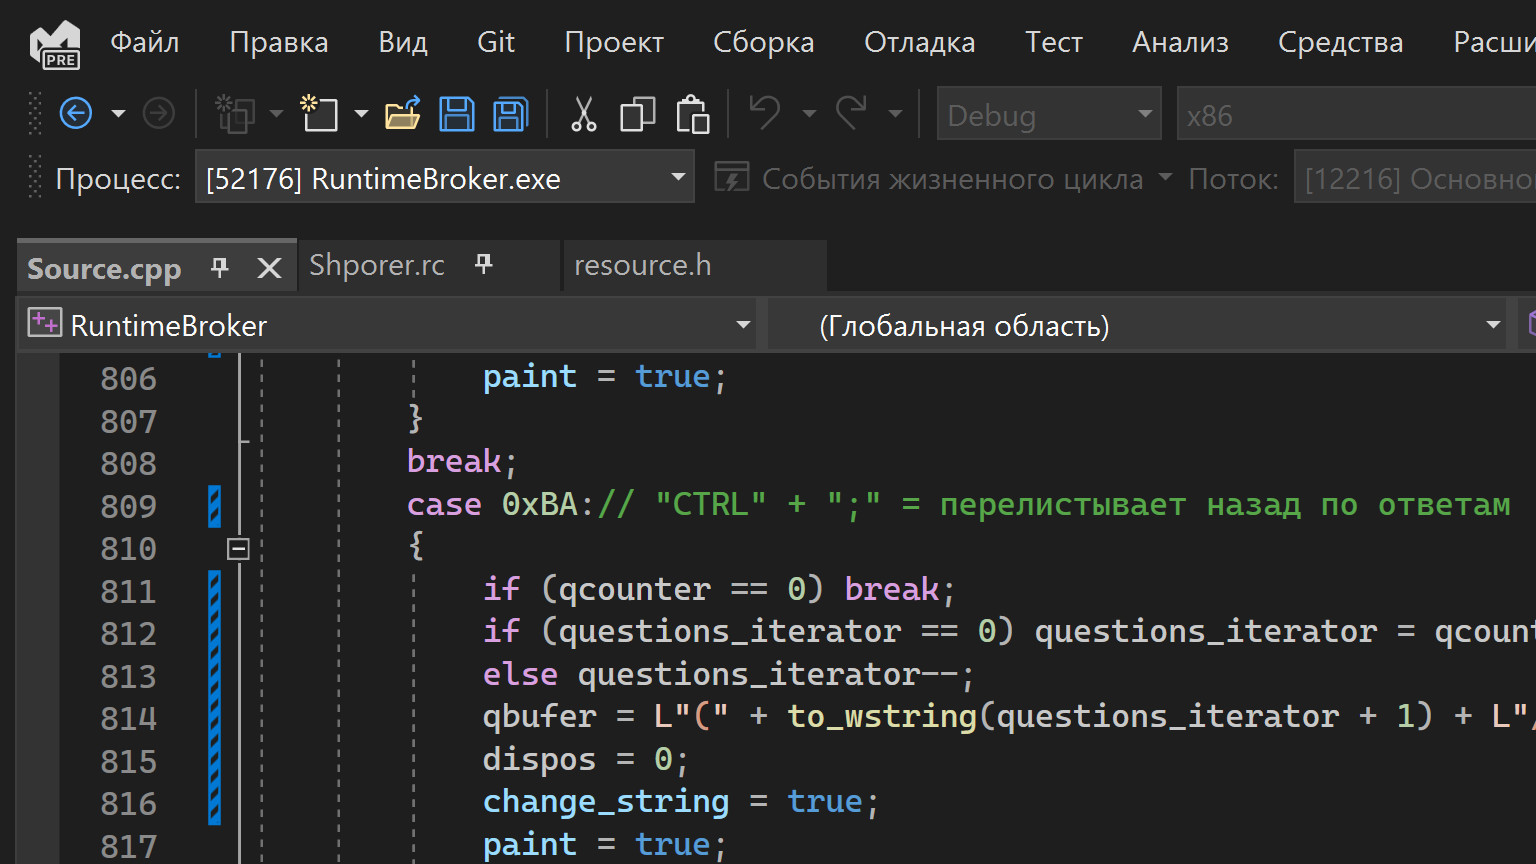 PRE Файл Правка Вид Git Проект Сборка Отладка Тест Анализ Средства
Debug x86
Процесс: [52176] RuntimeBroker.exe События жизненного цикла Поток: [12216]
Source.cpp Shporer.rc resource.h
RuntimeBroker (Глобальная область)
806 paint = true;
807 }
808 break;
809 case 0xBA:// "CTRL" + ";" = перелистывает назад по ответам
810 {
811 if (qcounter == 0) break;
812 if (questions_iterator == 0) questions_iterator =
813 else questions_iterator--;
814 qbufer = L"(" + to_wstring(questions_iterator + 1) + L"
815 dispos = 0;
816 change_string = true;
817 paint = true;